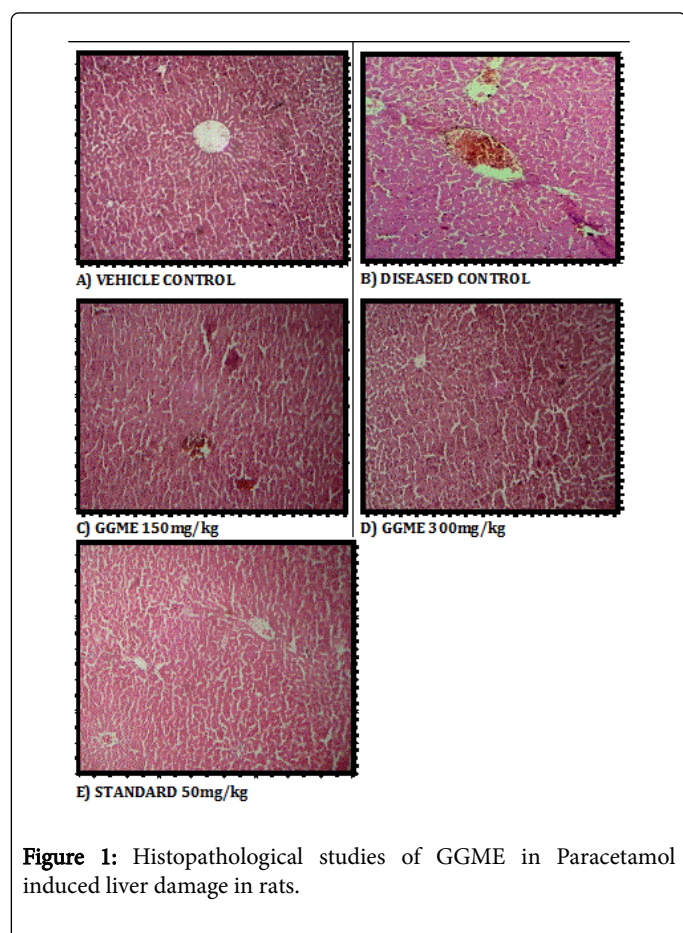 A) VEHICLE CONTROL
B) DISEASED CONTROL
C) GGME 150mg/kg
D) GGME 300mg/kg
E) STANDARD 50mg/kg
Figure 1: Histopathological studies of GGME in Paracetamol
induced liver damage in rats.